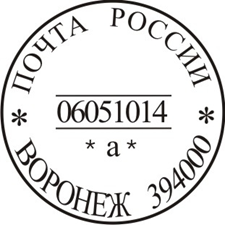 ПОЧТА РОССИИ
06051014
* а *
* ВОРОНЕЖ 394000 *